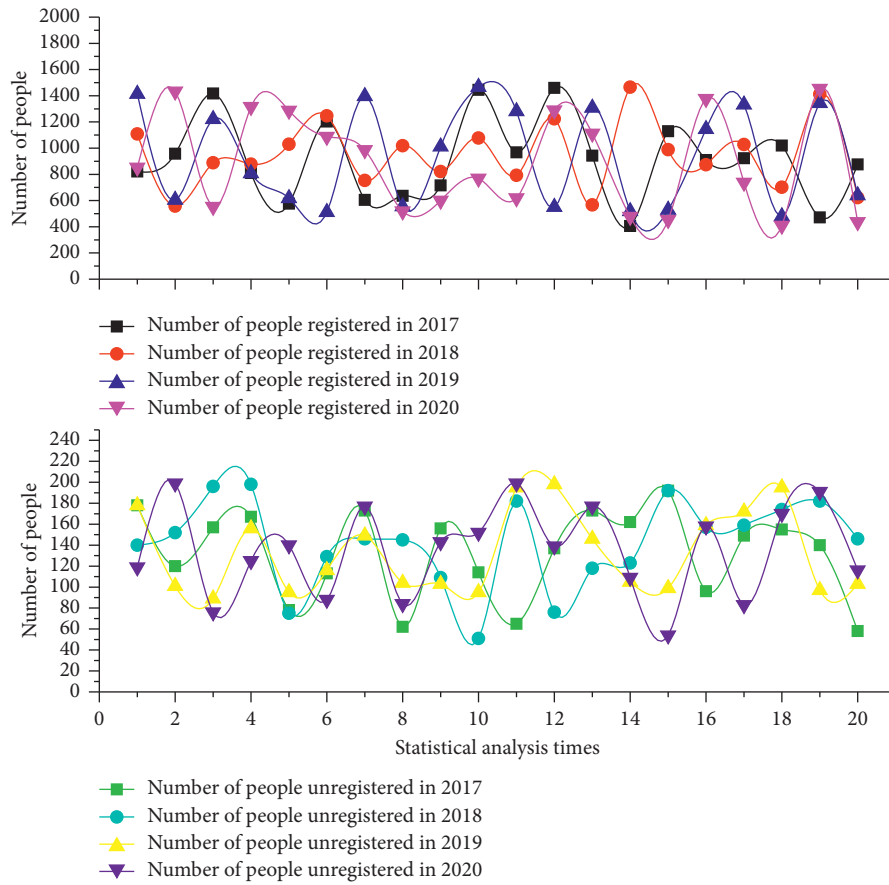 2000
1800
1600
1400
1200
1000
800
600
400
200
0
Number of people
Number of people registered in 2017
Number of people registered in 2018
Number of people registered in 2019
Number of people registered in 2020
240
220
200
180
160
140
120
100
80
60
40
20
0
Number of people
0 2 4 6 8 10 12 14 16 18 20
Statistical analysis times
Number of people unregistered in 2017
Number of people unregistered in 2018
Number of people unregistered in 2019
Number of people unregistered in 2020